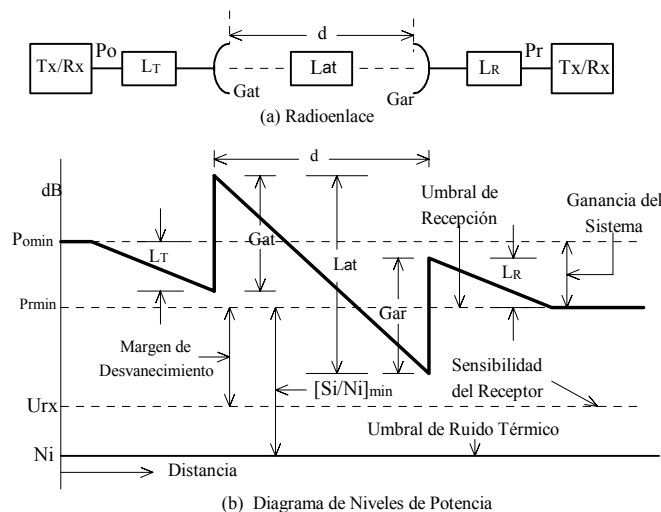 d
Po
Pr
Tx/Rx
LT
Lat
LR
Tx/Rx
Gat
Gar
(a) Radioenlace
d
dB
Umbral de
Recepción
Ganancia del
Sistema
Pomin
LT
Gat
Lat
LR
Prmin
Gar
Margen de
Desvanecimiento
[Si/Ni]min
Sensibilidad
del Receptor
Urx
Umbral de Ruido Térmico
Ni
Distancia
(b) Diagrama de Niveles de Potencia